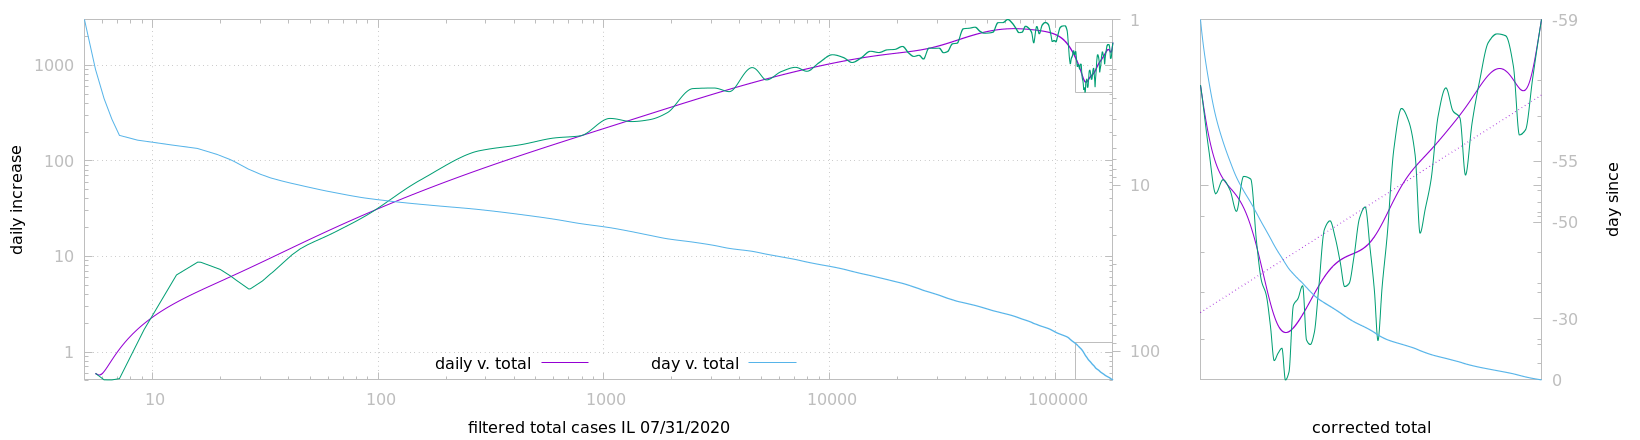 daily increase
1000
100
10
1
daily v. total
day v. total
10
100
1000
10000
100000
filtered total cases IL 07/31/2020
1
10
100
-59
-55
-50
-30
0
day since
corrected total